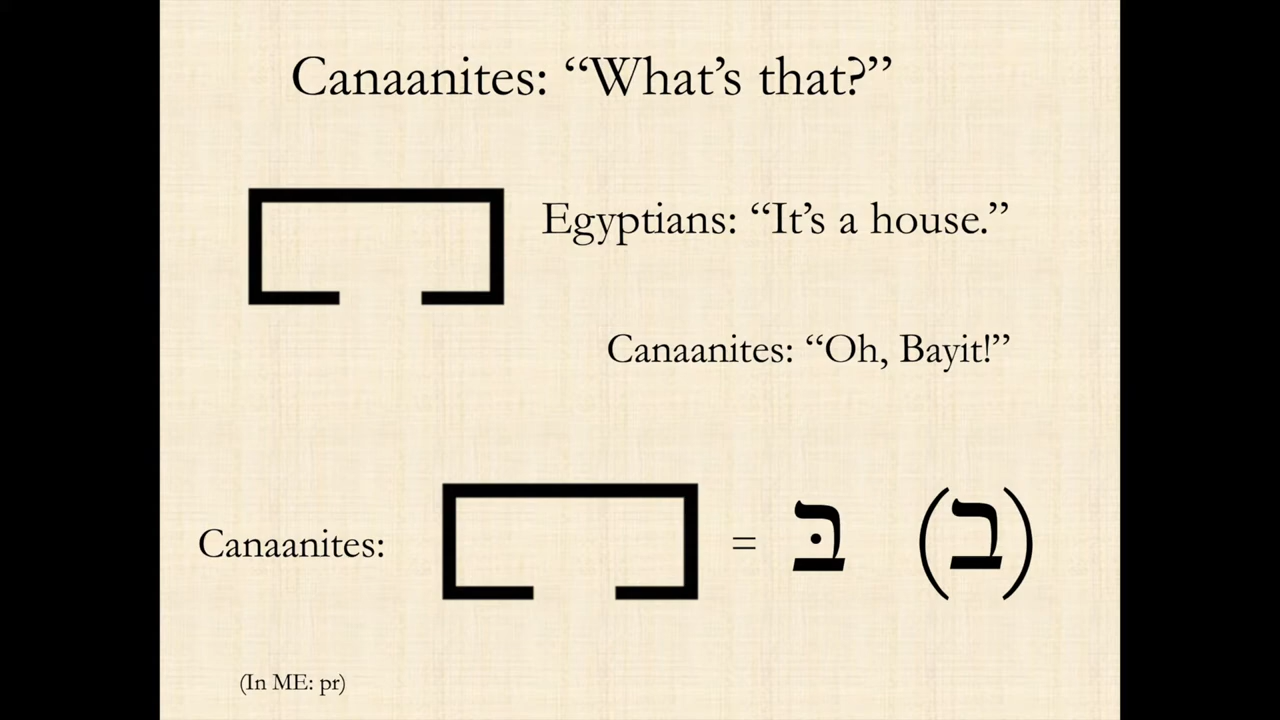 Canaanites: “What’s that?”
Egyptians: “It’s a house.”
Canaanites: “Oh, Bayit!”
Canaanites: = בּ (ב)
(In ME: pr)